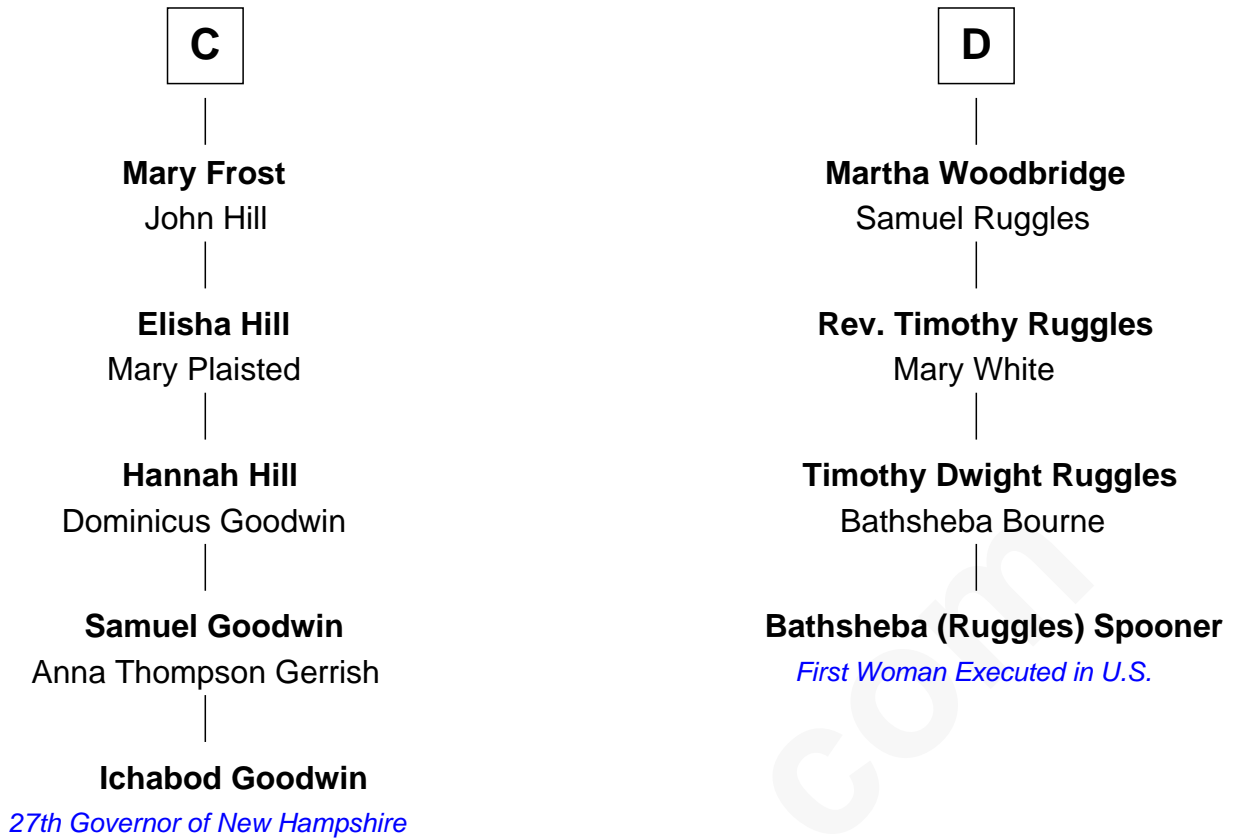 C
Mary Frost
John Hill
Elisha Hill
Mary Plaisted
Hannah Hill
Dominicus Goodwin
Samuel Goodwin
Anna Thompson Gerrish
Ichabod Goodwin
27th Governor of New Hampshire
D
Martha Woodbridge
Samuel Ruggles
Rev. Timothy Ruggles
Mary White
Timothy Dwight Ruggles
Bathsheba Bourne
Bathsheba (Ruggles) Spooner
First Woman Executed in U.S.
com